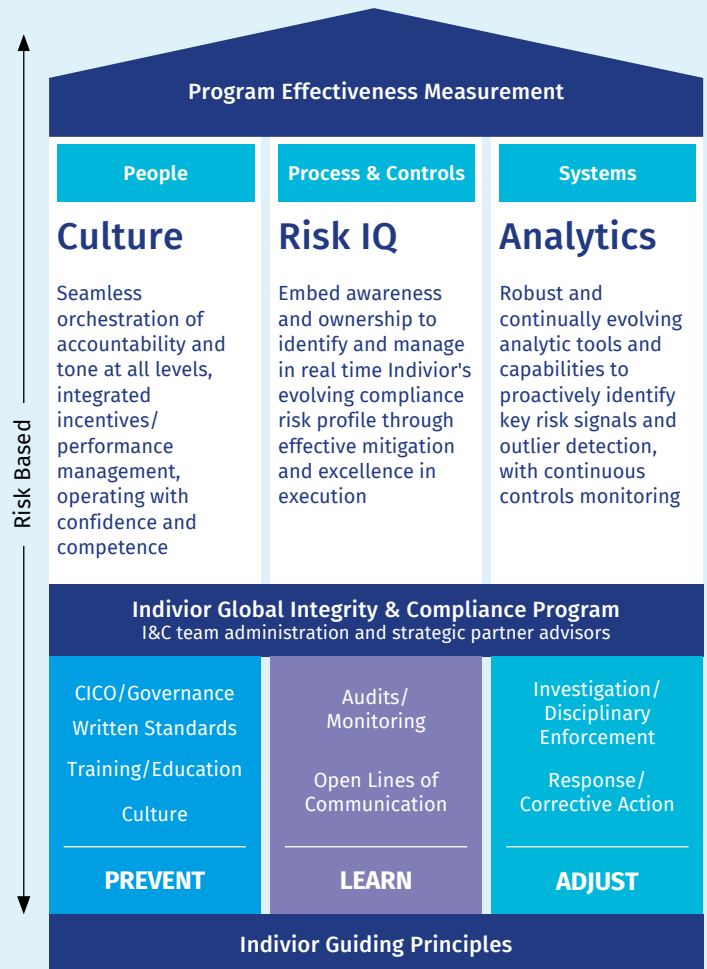 Program Effectiveness Measurement
Risk Based
People
Culture
Seamless
orchestration of
accountability and
tone at all levels,
integrated
incentives/
performance
management,
operating with
confidence and
competence
Process & Controls
Risk IQ
Embed awareness
and ownership to
identify and manage
in real time Indivior's
evolving compliance
risk profile through
effective mitigation
and excellence in
execution
Systems
Analytics
Robust and
continually evolving
analytic tools and
capabilities to
proactively identify
key risk signals and
outlier detection,
with continuous
controls monitoring
Indivior Global Integrity & Compliance Program
I&C team administration and strategic partner advisors
CICO/Governance
Written Standards
Training/Education
Culture
PREVENT
Audits/
Monitoring
Open Lines of
Communication
LEARN
Investigation/
Disciplinary
Enforcement
Response/
Corrective Action
ADJUST
Indivior Guiding Principles